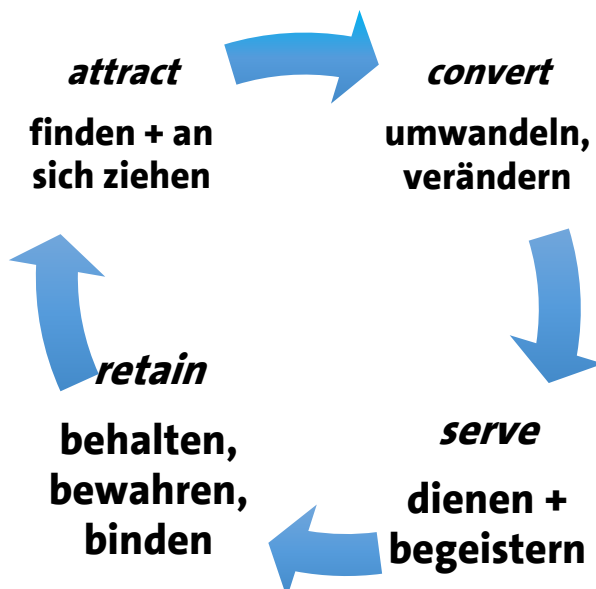 attract
finden + an
sich ziehen
convert
umwandeln,
verändern
serve
dienen +
begeistern
retain
behalten,
bewahren,
binden